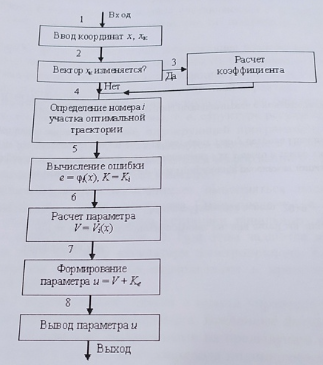 1 Вход
Ввод координат x, xк
2
Вектор xк изменяется?
3
Да
Расчет
коэффициента
4 Нет
Определение номера i
участка оптимальной
траектории
5
Вычисление ошибки
e = φi(x), K = Ki
6
Расчет параметра
V = Vi(x)
7
Формирование
параметра u = V + Ke
8
Вывод параметра u
Выход